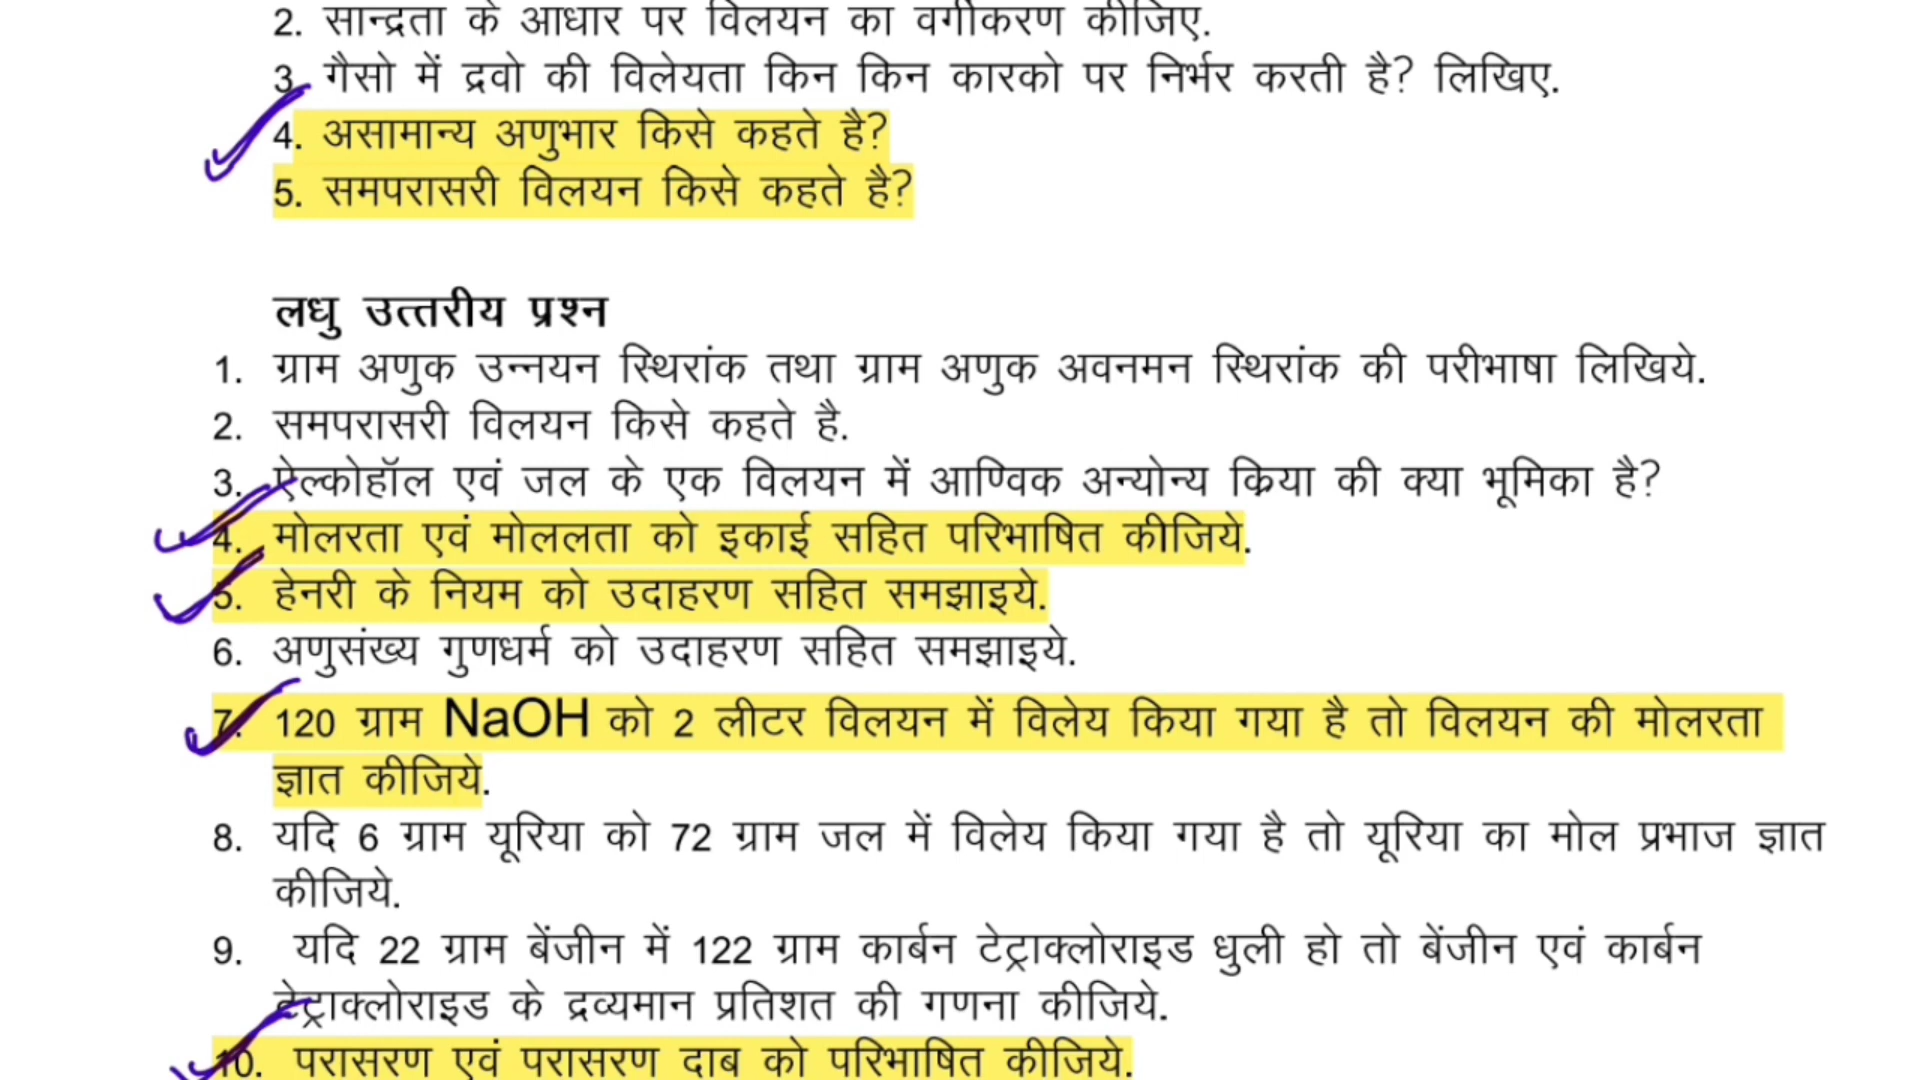 2. सान्द्रता के आधार पर विलयन का वर्गीकरण कीजिए.
3. गैसो में द्रवो की विलेयता किन किन कारको पर निर्भर करती है? लिखिए.
4. असामान्य अणुभार किसे कहते है?
5. समपरासरी विलयन किसे कहते है?
लधु उत्तरीय प्रश्न
1. ग्राम अणुक उन्नयन स्थिरांक तथा ग्राम अणुक अवनमन स्थिरांक की परीभाषा लिखिये.
2. समपरासरी विलयन किसे कहते है.
3. ऐल्कोहॉल एवं जल के एक विलयन में आण्विक अन्योन्य क्रिया की क्या भूमिका है?
4. मोलरता एवं मोललता को इकाई सहित परिभाषित कीजिये.
5. हेनरी के नियम को उदाहरण सहित समझाइये.
6. अणुसंख्य गुणधर्म को उदाहरण सहित समझाइये.
7. 120 ग्राम NaOH को 2 लीटर विलयन में विलेय किया गया है तो विलयन की मोलरता
ज्ञात कीजिये.
8. यदि 6 ग्राम यूरिया को 72 ग्राम जल में विलेय किया गया है तो यूरिया का मोल प्रभाज ज्ञात
कीजिये.
9. यदि 22 ग्राम बेंजीन में 122 ग्राम कार्बन टेट्राक्लोराइड धुली हो तो बेंजीन एवं कार्बन
टेट्राक्लोराइड के द्रव्यमान प्रतिशत की गणना कीजिये.
10. परासरण एवं परासरण दाब को परिभाषित कीजिये.